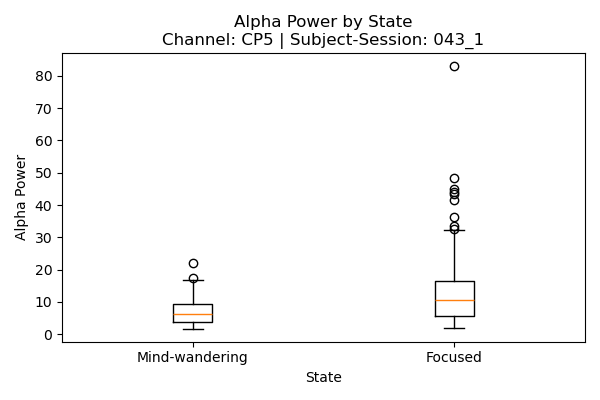 Alpha Power by State
Channel: CP5 | Subject-Session: 043_1
Alpha Power
80
70
60
50
40
30
20
10
0
Mind-wandering
Focused
State